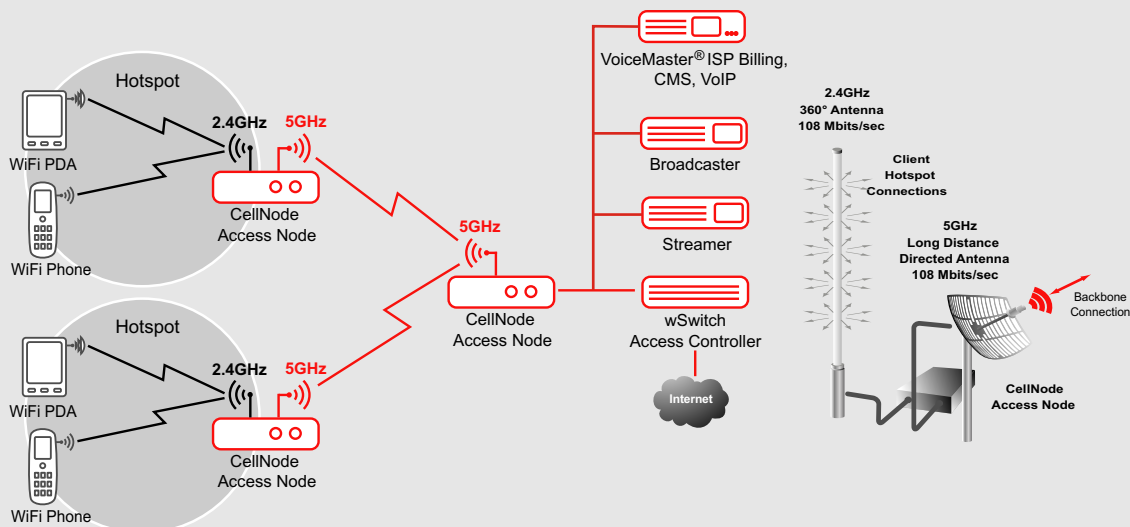 Hotspot
WiFi PDA
WiFi Phone
2.4GHz
5GHz
CellNode
Access Node
Hotspot
WiFi PDA
WiFi Phone
2.4GHz
5GHz
CellNode
Access Node
5GHz
CellNode
Access Node
VoiceMaster® ISP Billing,
CMS, VoIP
Broadcaster
Streamer
wSwitch
Access Controller
Internet
2.4GHz
360° Antenna
108 Mbits/sec
Client
Hotspot
Connections
5GHz
Long Distance
Directed Antenna
108 Mbits/sec
Backbone
Connection
CellNode
Access Node